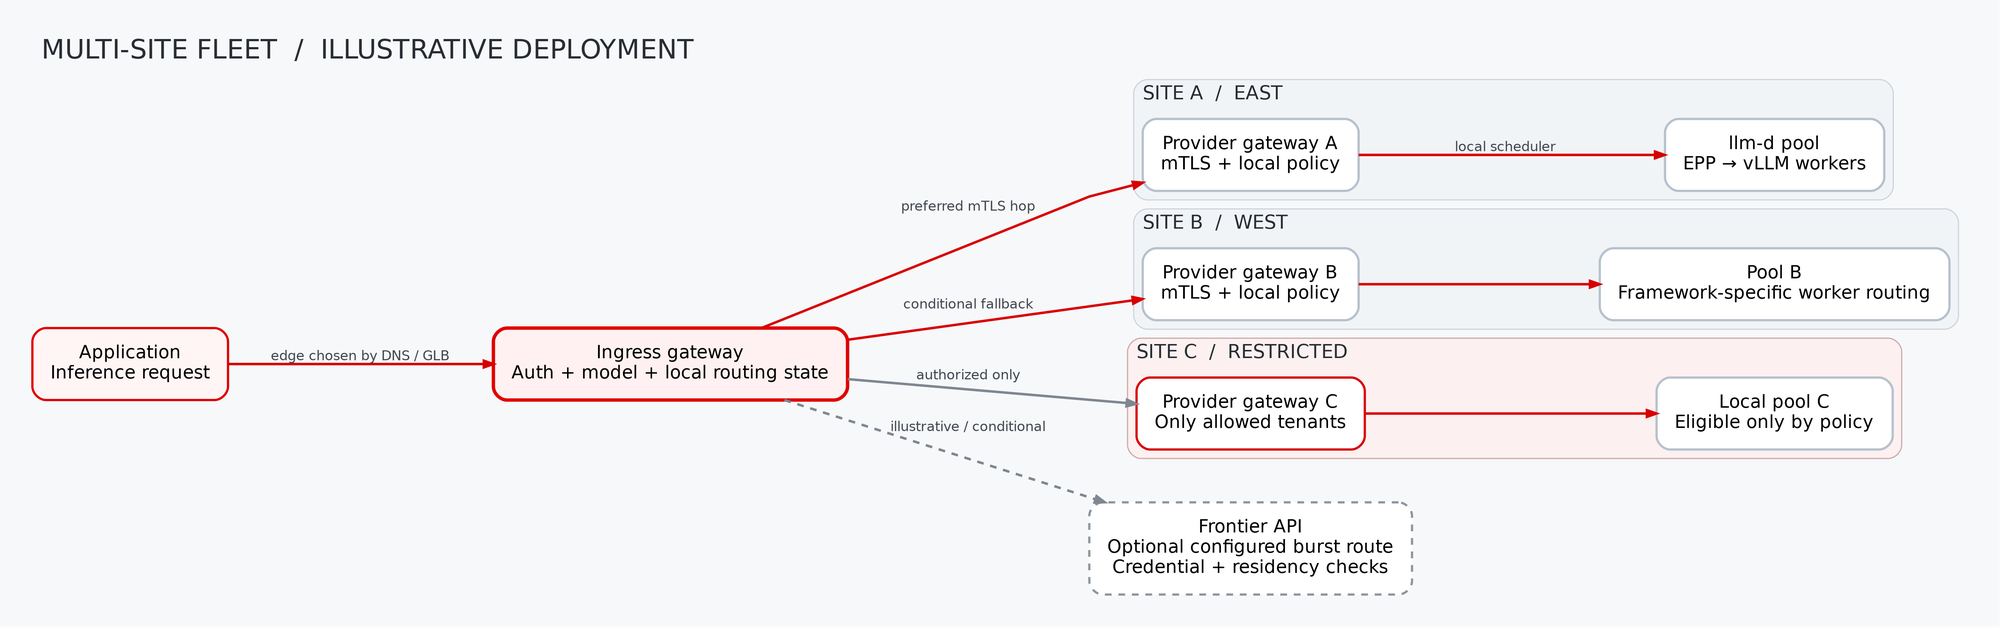 MULTI-SITE FLEET / ILLUSTRATIVE DEPLOYMENT
SITE A / EAST
Provider gateway A
mTLS + local policy
local scheduler
llm-d pool
EPP → vLLM workers
preferred mTLS hop
SITE B / WEST
Provider gateway B
mTLS + local policy
Pool B
Framework-specific worker routing
conditional fallback
Application
Inference request
edge chosen by DNS / GLB
Ingress gateway
Auth + model + local routing state
SITE C / RESTRICTED
authorized only
Provider gateway C
Only allowed tenants
Local pool C
Eligible only by policy
illustrative / conditional
Frontier API
Optional configured burst route
Credential + residency checks